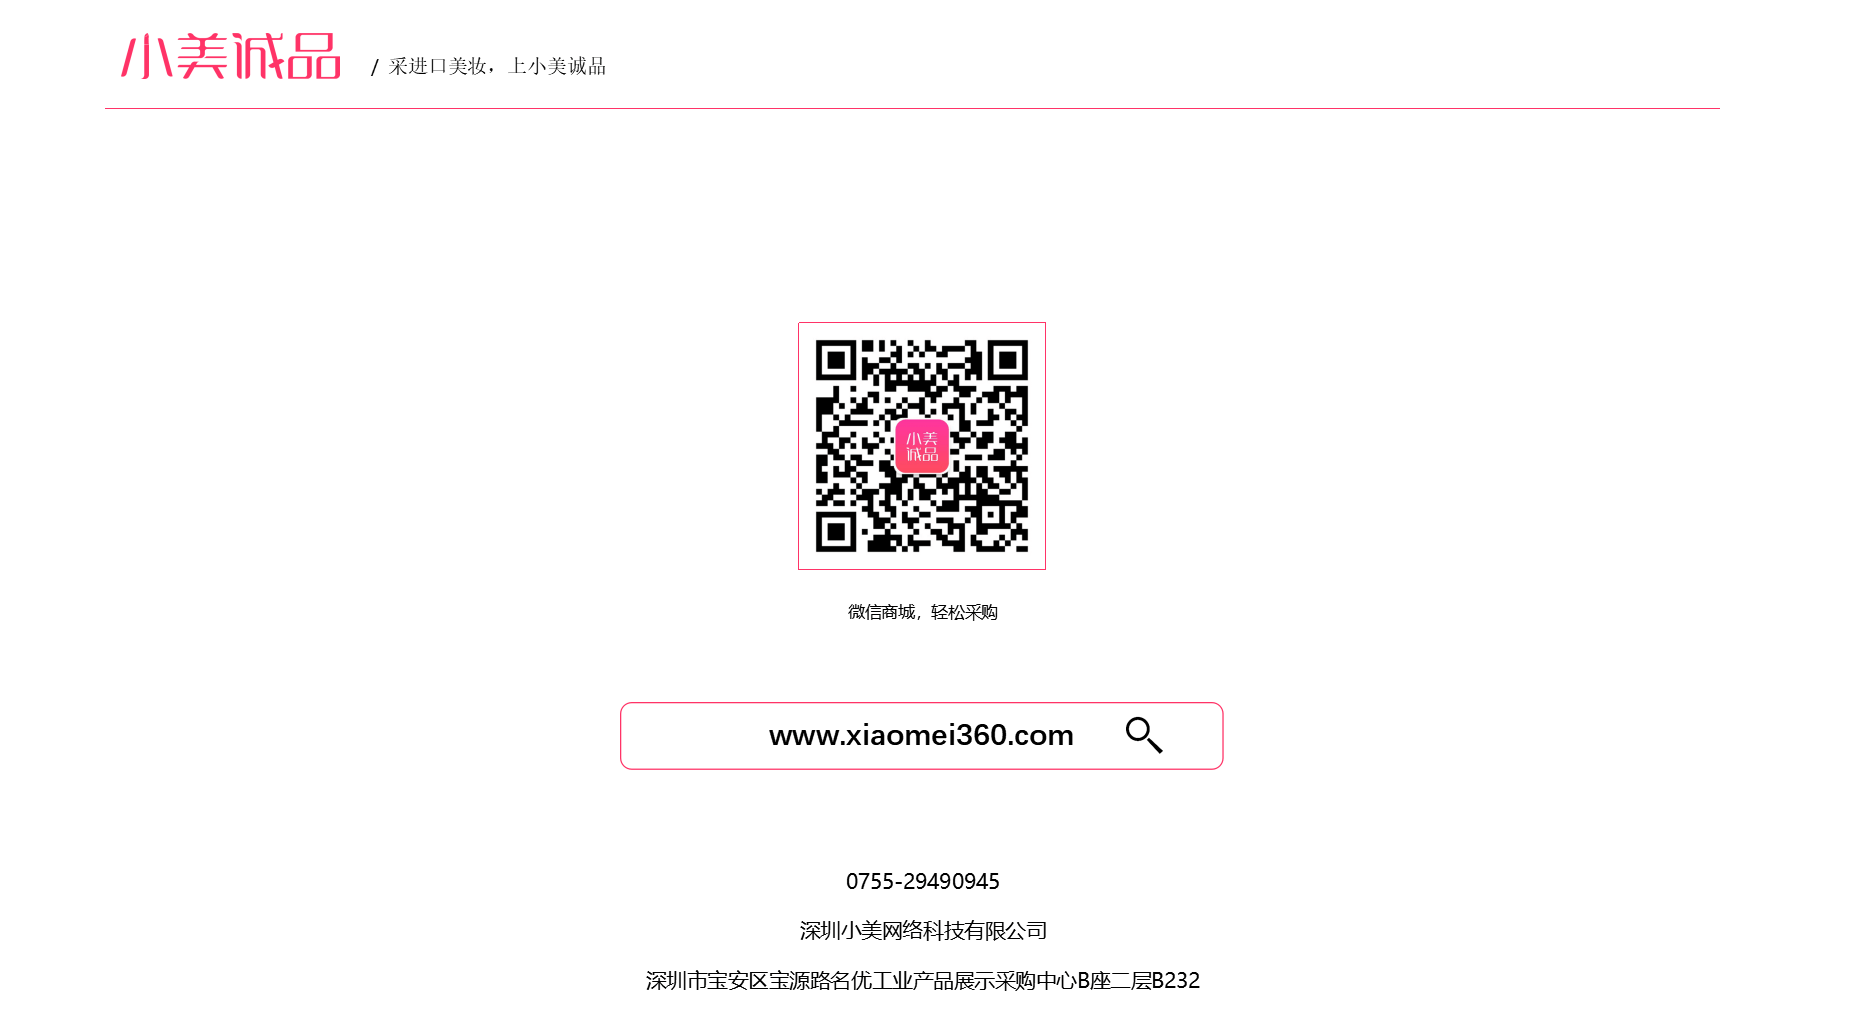 小美诚品 / 采进口美妆，上小美诚品
小美
诚品
微信商城，轻松采购
www.xiaomei360.com
0755-29490945
深圳小美网络科技有限公司
深圳市宝安区宝源路名优工业产品展示采购中心B座二层B232